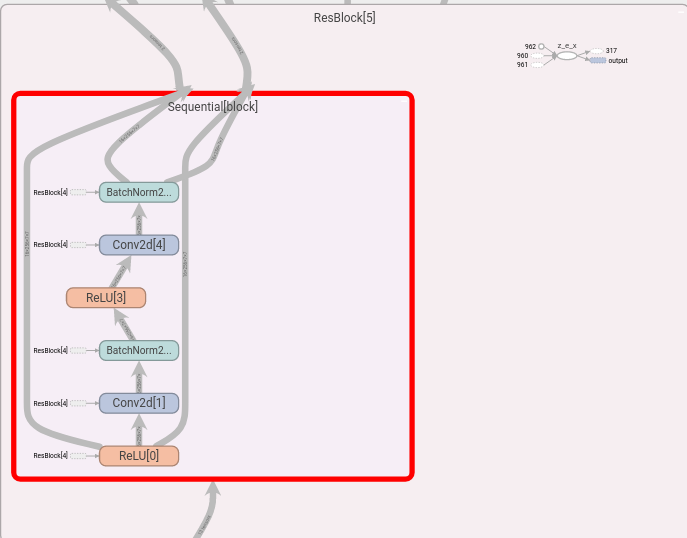 ResBlock[5]
962
z_e_x
960
317
961
output
Sequential[block]
ResBlock[4]
BatchNorm2...
ResBlock[4]
Conv2d[4]
ReLU[3]
ResBlock[4]
BatchNorm2...
ResBlock[4]
Conv2d[1]
ResBlock[4]
ReLU[0]